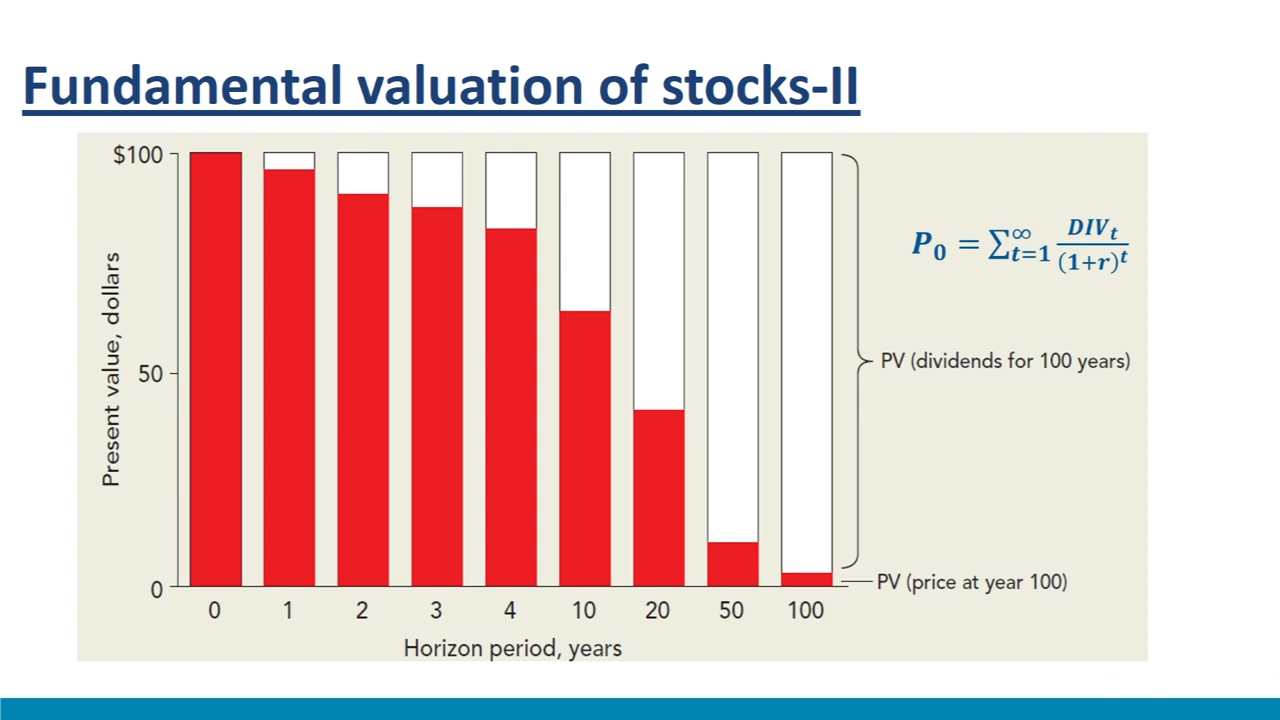 Fundamental valuation of stocks-II
$100
50
0
Present value, dollars
0 1 2 3 4 10 20 50 100
Horizon period, years
P₀ = ∑_{t=1}^{∞} DIVₜ / (1+r)ᵗ
PV (dividends for 100 years)
PV (price at year 100)